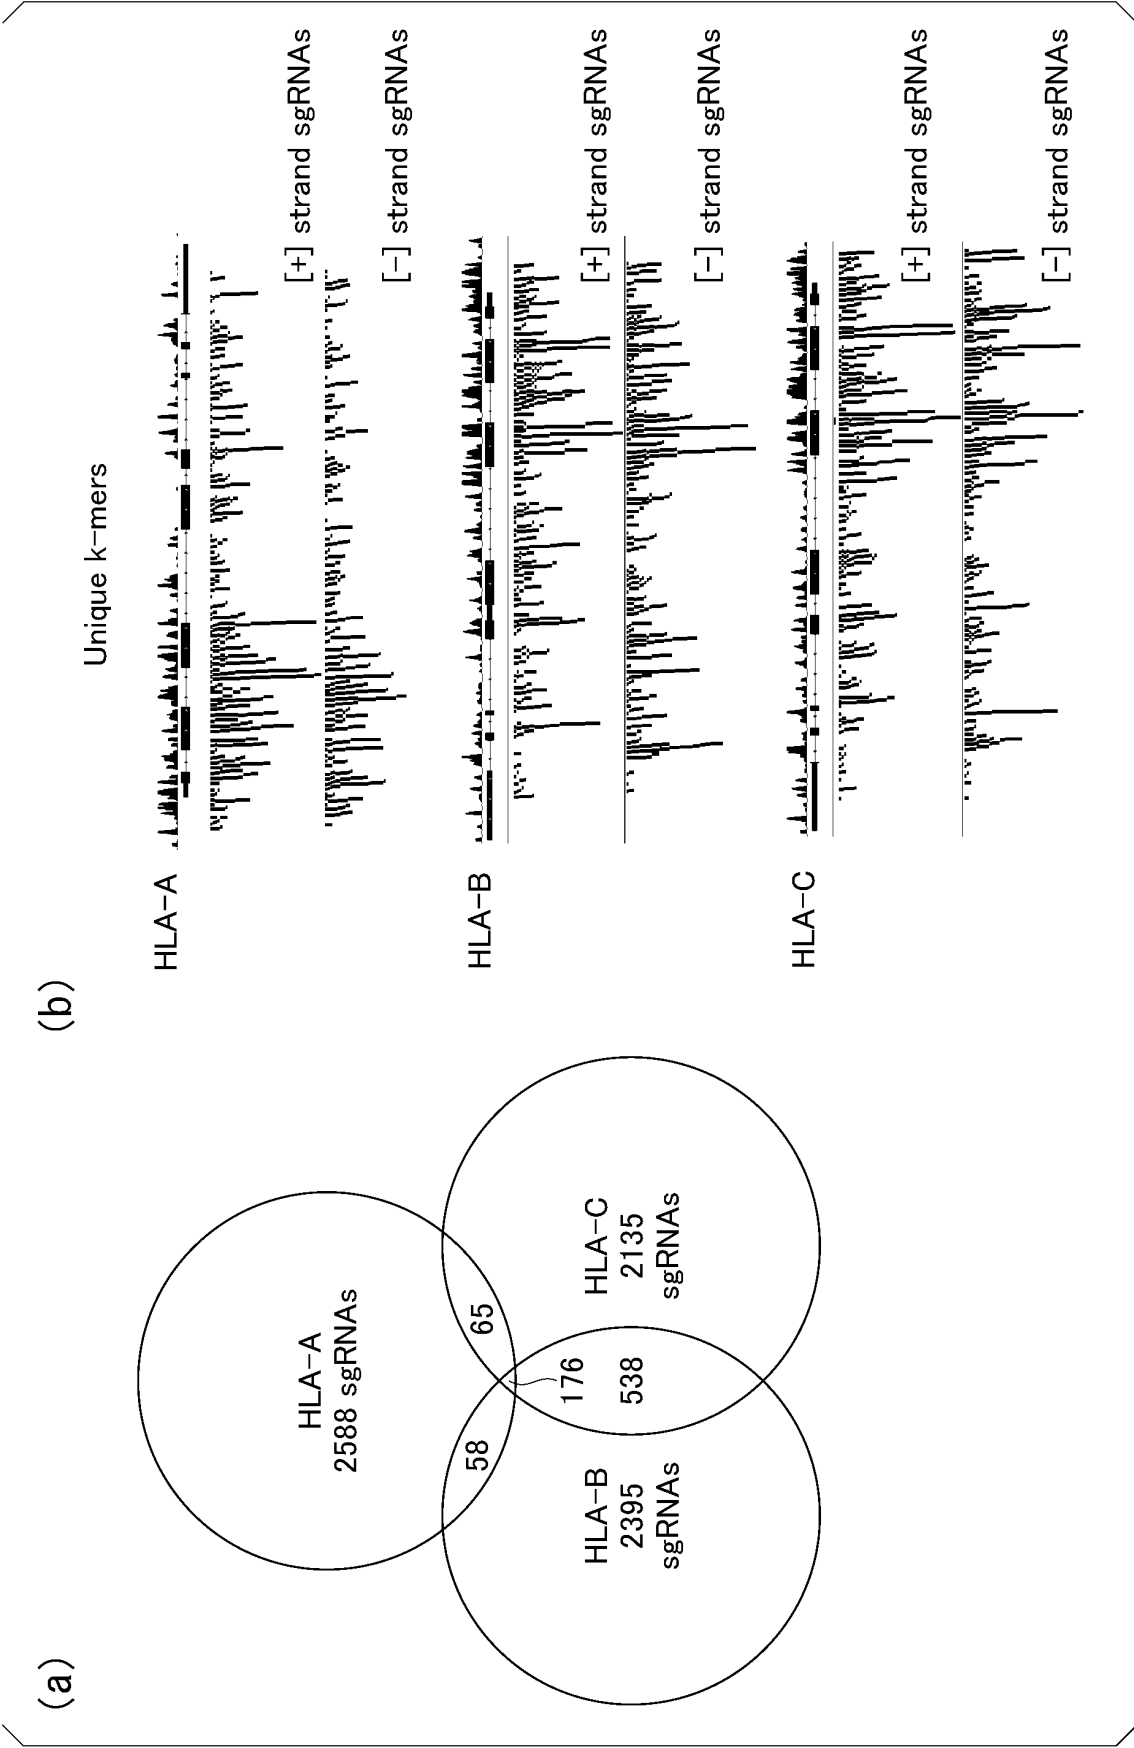 (a)
HLA-A
2588 sgRNAs
58
65
176
538
HLA-B
2395
sgRNAs
HLA-C
2135
sgRNAs
(b)
Unique k-mers
HLA-A
[+] strand sgRNAs
[-] strand sgRNAs
HLA-B
[+] strand sgRNAs
[-] strand sgRNAs
HLA-C
[+] strand sgRNAs
[-] strand sgRNAs